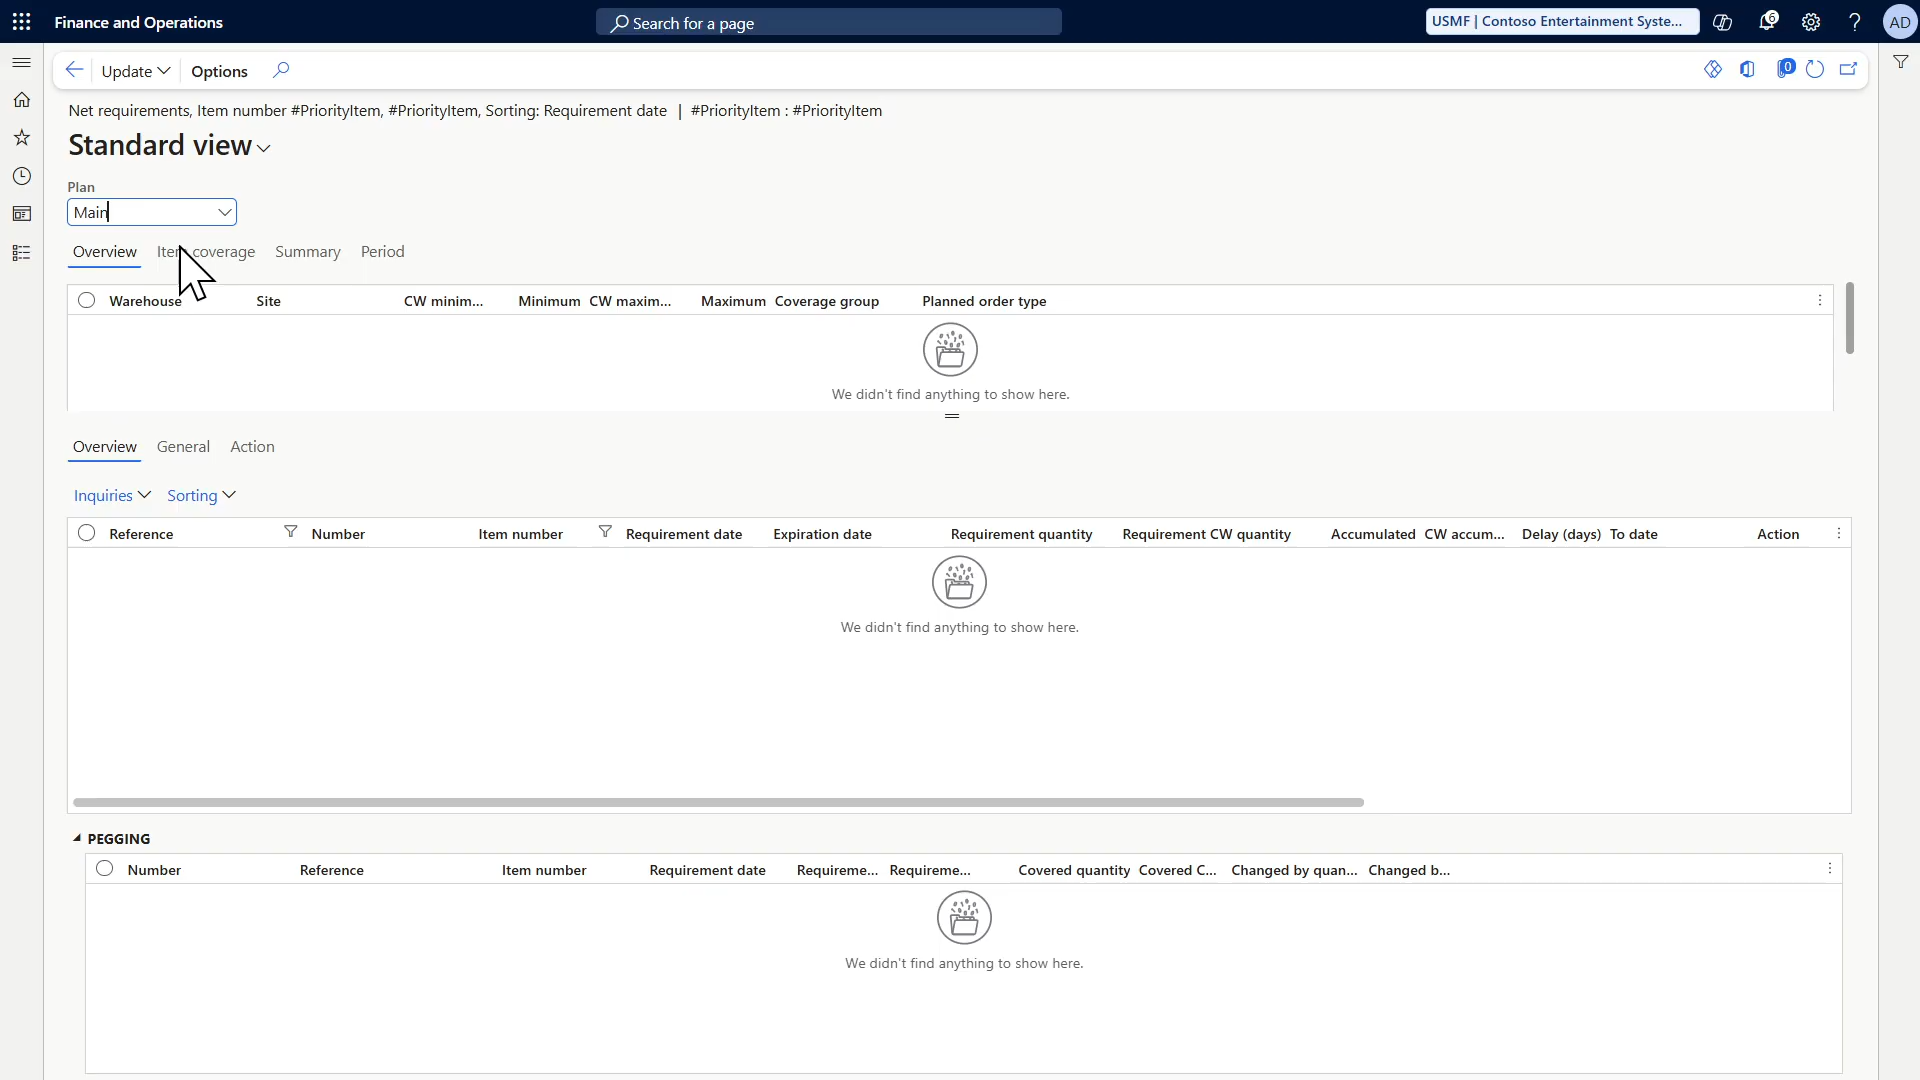 Finance and Operations
Search for a page
USMF | Contoso Entertainment Syste...
6
AD
Update
Options
0
Net requirements, Item number #PriorityItem, #PriorityItem, Sorting: Requirement date | #PriorityItem : #PriorityItem
Standard view
Plan
Main
Overview Item coverage Summary Period
Warehouse Site CW minim... Minimum CW maxim... Maximum Coverage group Planned order type
We didn't find anything to show here.
Overview General Action
Inquiries Sorting
Reference Number Item number Requirement date Expiration date Requirement quantity Requirement CW quantity Accumulated CW accum... Delay (days) To date Action
We didn't find anything to show here.
PEGGING
Number Reference Item number Requirement date Requireme... Requireme... Covered quantity Covered C... Changed by quan... Changed b...
We didn't find anything to show here.